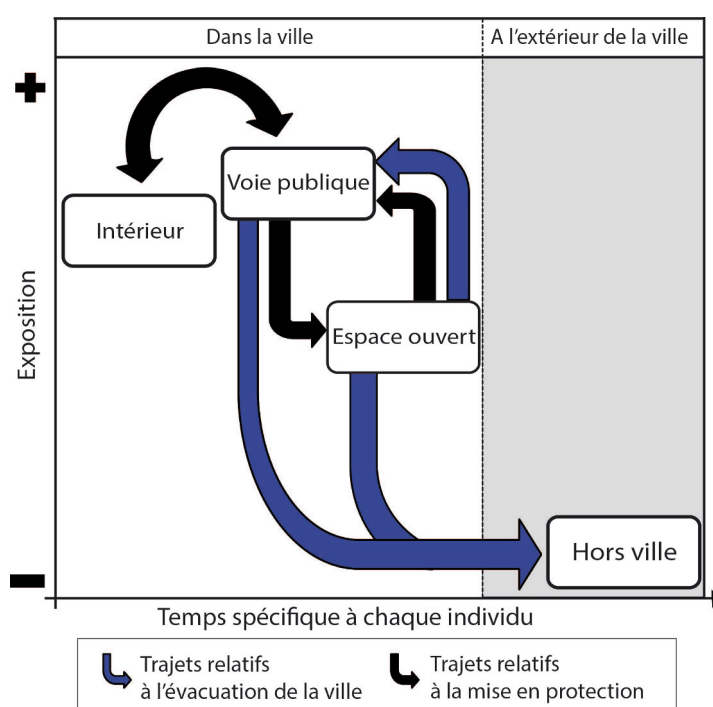 Dans la ville
A l'extérieur de la ville
+
Voie publique
Intérieur
Exposition
Espace ouvert
Hors ville
-
Temps spécifique à chaque individu
Trajets relatifs
à l'évacuation de la ville
Trajets relatifs
à la mise en protection